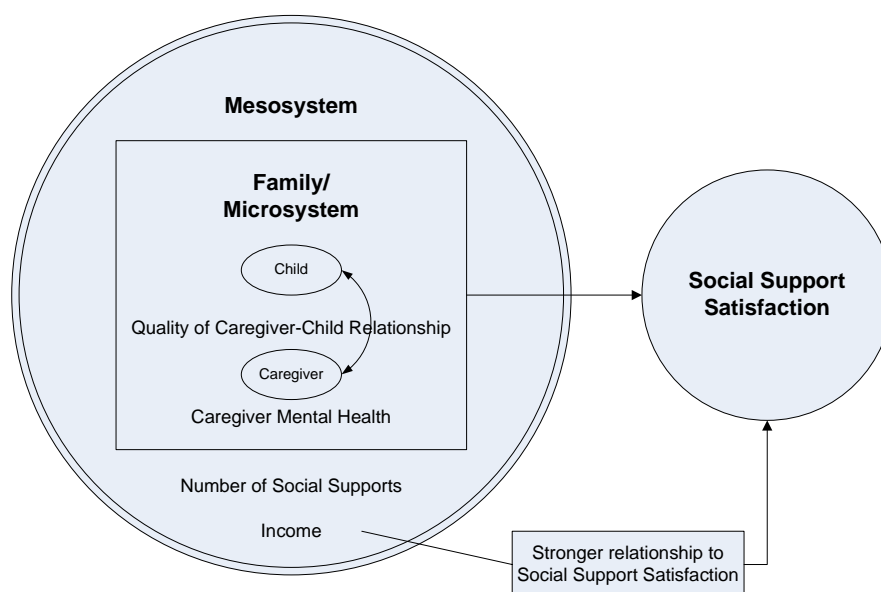 Mesosystem
Family/
Microsystem
Child
Quality of Caregiver-Child Relationship
Caregiver
Caregiver Mental Health
Number of Social Supports
Income
Social Support
Satisfaction
Stronger relationship to
Social Support Satisfaction